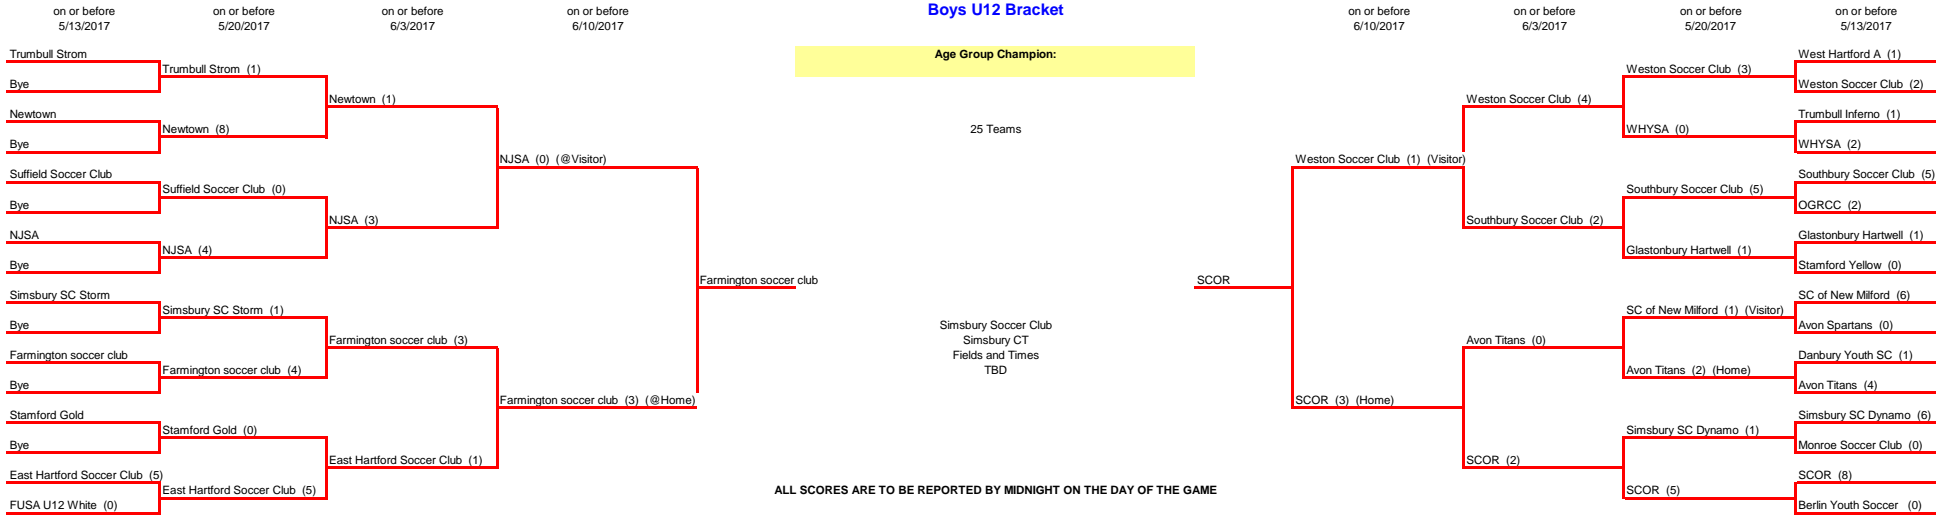 Boys U12 Bracket
on or before
5/13/2017
on or before
5/20/2017
on or before
6/3/2017
on or before
6/10/2017
on or before
6/10/2017
on or before
6/3/2017
on or before
5/20/2017
on or before
5/13/2017
Trumbull Strom
Bye
Newtown
Bye
Suffield Soccer Club
Bye
NJSA
Bye
Simsbury SC Storm
Bye
Farmington soccer club
Bye
Stamford Gold
Bye
East Hartford Soccer Club (5)
FUSA U12 White (0)
Trumbull Strom (1)
Newtown (8)
Suffield Soccer Club (0)
NJSA (4)
Simsbury SC Storm (1)
Farmington soccer club (4)
Stamford Gold (0)
East Hartford Soccer Club (5)
Newtown (1)
NJSA (3)
Farmington soccer club (3)
East Hartford Soccer Club (1)
NJSA (0) (@Visitor)
Farmington soccer club (3) (@Home)
Farmington soccer club
Age Group Champion:
25 Teams
Simsbury Soccer Club
Simsbury CT
Fields and Times
TBD
ALL SCORES ARE TO BE REPORTED BY MIDNIGHT ON THE DAY OF THE GAME
SCOR
Weston Soccer Club (1) (Visitor)
SCOR (3) (Home)
Weston Soccer Club (4)
Southbury Soccer Club (2)
Avon Titans (0)
SCOR (2)
Weston Soccer Club (3)
WHYSA (0)
Southbury Soccer Club (5)
Glastonbury Hartwell (1)
SC of New Milford (1) (Visitor)
Avon Titans (2) (Home)
Simsbury SC Dynamo (1)
SCOR (5)
West Hartford A (1)
Weston Soccer Club (2)
Trumbull Inferno (1)
WHYSA (2)
Southbury Soccer Club (5)
OGRCC (2)
Glastonbury Hartwell (1)
Stamford Yellow (0)
SC of New Milford (6)
Avon Spartans (0)
Danbury Youth SC (1)
Avon Titans (4)
Simsbury SC Dynamo (6)
Monroe Soccer Club (0)
SCOR (8)
Berlin Youth Soccer (0)